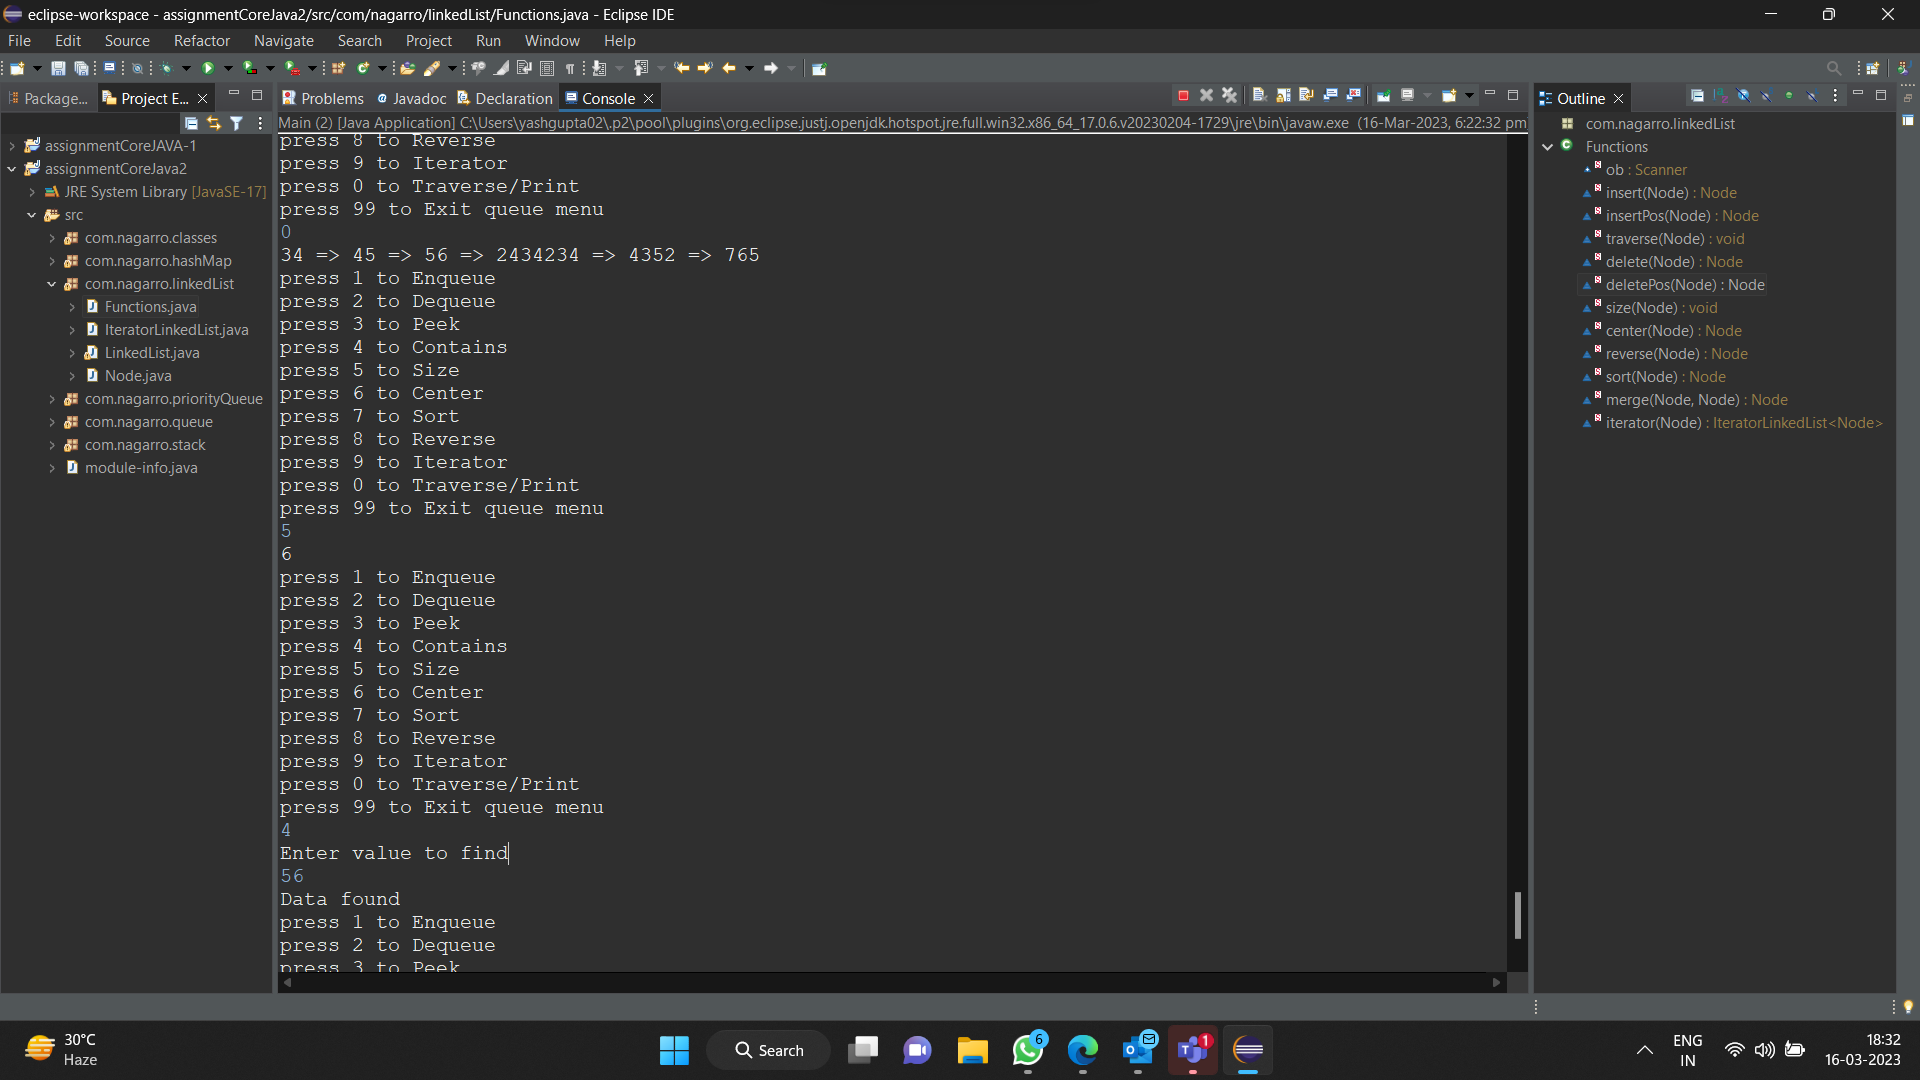 eclipse-workspace - assignmentCoreJava2/src/com/nagarro/linkedList/Functions.java - Eclipse IDE
File Edit Source Refactor Navigate Search Project Run Window Help
Package... Project E...
assignmentCoreJAVA-1
assignmentCoreJava2
JRE System Library [JavaSE-17]
src
com.nagarro.classes
com.nagarro.hashMap
com.nagarro.linkedList
Functions.java
IteratorLinkedList.java
LinkedList.java
Node.java
com.nagarro.priorityQueue
com.nagarro.queue
com.nagarro.stack
module-info.java
Problems Javadoc Declaration Console
Main (2) [Java Application] C:\Users\yashgupta02\.p2\pool\plugins\org.eclipse.justj.openjdk.hotspot.jre.full.win32.x86_64_17.0.6.v20230204-1729\jre\bin\javaw.exe (16-Mar-2023, 6:22:32 pm
press 8 to Reverse
press 9 to Iterator
press 0 to Traverse/Print
press 99 to Exit queue menu
0
34 => 45 => 56 => 2434234 => 4352 => 765
press 1 to Enqueue
press 2 to Dequeue
press 3 to Peek
press 4 to Contains
press 5 to Size
press 6 to Center
press 7 to Sort
press 8 to Reverse
press 9 to Iterator
press 0 to Traverse/Print
press 99 to Exit queue menu
5
6
press 1 to Enqueue
press 2 to Dequeue
press 3 to Peek
press 4 to Contains
press 5 to Size
press 6 to Center
press 7 to Sort
press 8 to Reverse
press 9 to Iterator
press 0 to Traverse/Print
press 99 to Exit queue menu
4
Enter value to find
56
Data found
press 1 to Enqueue
press 2 to Dequeue
press 3 to Peek
Outline
com.nagarro.linkedList
Functions
ob : Scanner
insert(Node) : Node
insertPos(Node) : Node
traverse(Node) : void
delete(Node) : Node
deletePos(Node) : Node
size(Node) : void
center(Node) : Node
reverse(Node) : Node
sort(Node) : Node
merge(Node, Node) : Node
iterator(Node) : IteratorLinkedList<Node>
30°C
Haze
Search
6
1
ENG
IN
18:32
16-03-2023